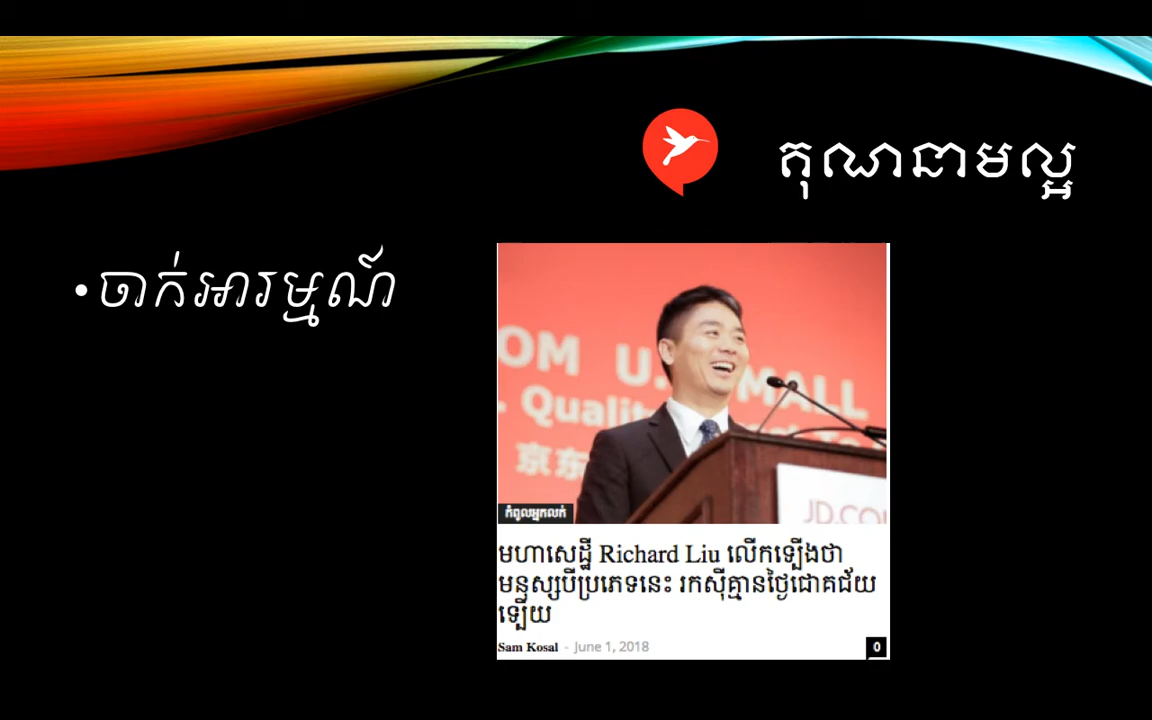 គុណនាមល្អ
•ចាក់អារម្មណ៍
OM U. MALL
. Qualit
京东
JD.CO
កំពូលអ្នកលក់
មហាសេដ្ឋី Richard Liu លើកឡើងថា
មនុស្សបីប្រភេទនេះ រកស៊ីគ្មានថ្ងៃជោគជ័យ
ឡើយ
Sam Kosal - June 1, 2018
0